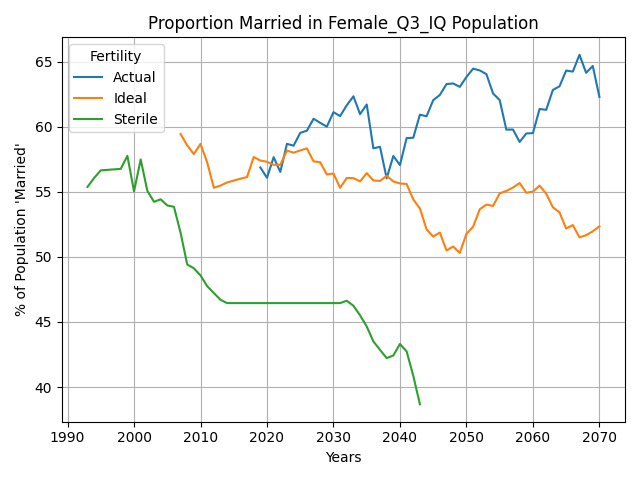 Proportion Married in Female_Q3_IQ Population
Fertility
Actual
Ideal
Sterile
% of Population 'Married'
65
60
55
50
45
40
1990
2000
2010
2020
2030
2040
2050
2060
2070
Years